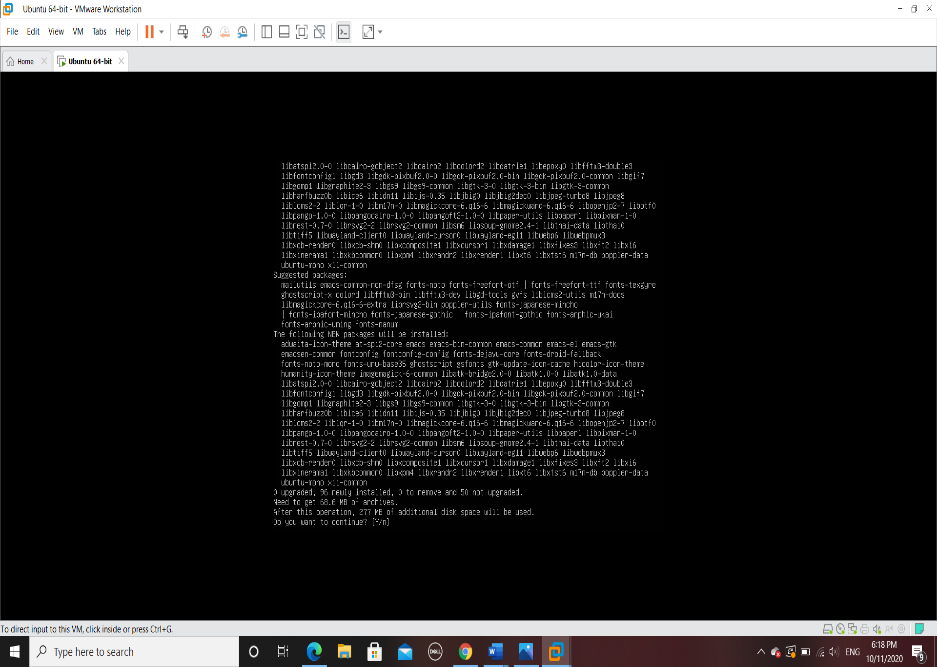 Ubuntu 64-bit - VMware Workstation
File Edit View VM Tabs Help
Home Ubuntu 64-bit
libatspi2.0-0 libcairo-gobject2 libcairo2 libcolord2 libdatrie1 libepoxy0 libfftw3-double3
libfontconfig1 libgd3 libgdk-pixbuf2.0-0 libgdk-pixbuf2.0-bin libgdk-pixbuf2.0-common libgif7
libgomp1 libgraphite2-3 libgs9 libgs9-common libgtk-3-0 libgtk-3-bin libgtk-3-common
libharfbuzz0b libice6 libidn11 libijs-0.35 libjbig0 libjbig2dec0 libjpeg-turbo8 libjpeg8
liblcms2-2 liblqr-1-0 libm17n-0 libmagickcore-6.q16-6 libmagickwand-6.q16-6 libopenjp2-7 libotf0
libpango-1.0-0 libpangocairo-1.0-0 libpangoft2-1.0-0 libpaper-utils libpaper1 libpixman-1-0
librest-0.7-0 librsvg2-2 librsvg2-common libsm6 libsoup-gnome2.4-1 libthai-data libthai0
libtiff5 libwayland-client0 libwayland-cursor0 libwayland-egl1 libwebp6 libwebpmux3
libxcb-render0 libxcb-shm0 libxcomposite1 libxcursor1 libxdamage1 libxfixes3 libxft2 libxi6
libxinerama1 libxkbcommon0 libxpm4 libxrandr2 libxrender1 libxt6 libxtst6 m17n-db poppler-data
ubuntu-mono x11-common
Suggested packages:
mailutils emacs-common-non-dfsg fonts-noto fonts-freefont-otf | fonts-freefont-ttf fonts-texgyre
ghostscript-x colord libfftw3-bin libfftw3-dev libgd-tools gvfs liblcms2-utils m17n-docs
libmagickcore-6.q16-6-extra librsvg2-bin poppler-utils fonts-japanese-mincho
| fonts-ipafont-mincho fonts-japanese-gothic | fonts-ipafont-gothic fonts-arphic-ukai
fonts-arphic-uming fonts-nanum
The following NEW packages will be installed:
adwaita-icon-theme at-spi2-core emacs emacs-bin-common emacs-common emacs-el emacs-gtk
emacsen-common fontconfig fontconfig-config fonts-dejavu-core fonts-droid-fallback
fonts-noto-mono fonts-urw-base35 ghostscript gsfonts gtk-update-icon-cache hicolor-icon-theme
humanity-icon-theme imagemagick-6-common libatk-bridge2.0-0 libatk1.0-0 libatk1.0-data
libatspi2.0-0 libcairo-gobject2 libcairo2 libcolord2 libdatrie1 libepoxy0 libfftw3-double3
libfontconfig1 libgd3 libgdk-pixbuf2.0-0 libgdk-pixbuf2.0-bin libgdk-pixbuf2.0-common libgif7
libgomp1 libgraphite2-3 libgs9 libgs9-common libgtk-3-0 libgtk-3-bin libgtk-3-common
libharfbuzz0b libice6 libidn11 libijs-0.35 libjbig0 libjbig2dec0 libjpeg-turbo8 libjpeg8
liblcms2-2 liblqr-1-0 libm17n-0 libmagickcore-6.q16-6 libmagickwand-6.q16-6 libopenjp2-7 libotf0
libpango-1.0-0 libpangocairo-1.0-0 libpangoft2-1.0-0 libpaper-utils libpaper1 libpixman-1-0
librest-0.7-0 librsvg2-2 librsvg2-common libsm6 libsoup-gnome2.4-1 libthai-data libthai0
libtiff5 libwayland-client0 libwayland-cursor0 libwayland-egl1 libwebp6 libwebpmux3
libxcb-render0 libxcb-shm0 libxcomposite1 libxcursor1 libxdamage1 libxfixes3 libxft2 libxi6
libxinerama1 libxkbcommon0 libxpm4 libxrandr2 libxrender1 libxt6 libxtst6 m17n-db poppler-data
ubuntu-mono x11-common
0 upgraded, 96 newly installed, 0 to remove and 50 not upgraded.
Need to get 68.6 MB of archives.
After this operation, 277 MB of additional disk space will be used.
Do you want to continue? [Y/n]
To direct input to this VM, click inside or press Ctrl+G.
Type here to search
DELL
ENG
6:18 PM
10/11/2020
9